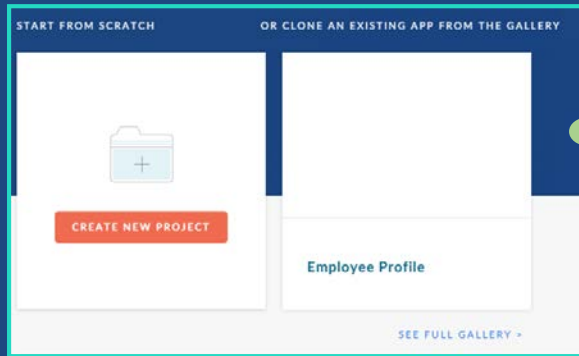 START FROM SCRATCH
OR CLONE AN EXISTING APP FROM THE GALLERY
CREATE NEW PROJECT
Employee Profile
SEE FULL GALLERY »